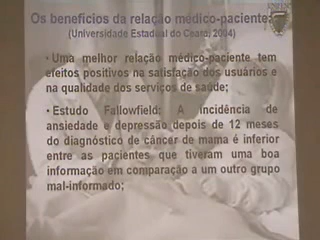 Os benefícios da relação médico-paciente:
(Universidade Estadual do Ceará, 2004)
• Uma melhor relação médico-paciente tem
efeitos positivos na satisfação dos usuários e
na qualidade dos serviços de saúde;
• Estudo Fallowfield: A incidência de
ansiedade e depressão depois de 12 meses
do diagnóstico de câncer de mama é inferior
entre as pacientes que tiveram uma boa
informação em comparação a um outro grupo
mal-informado;